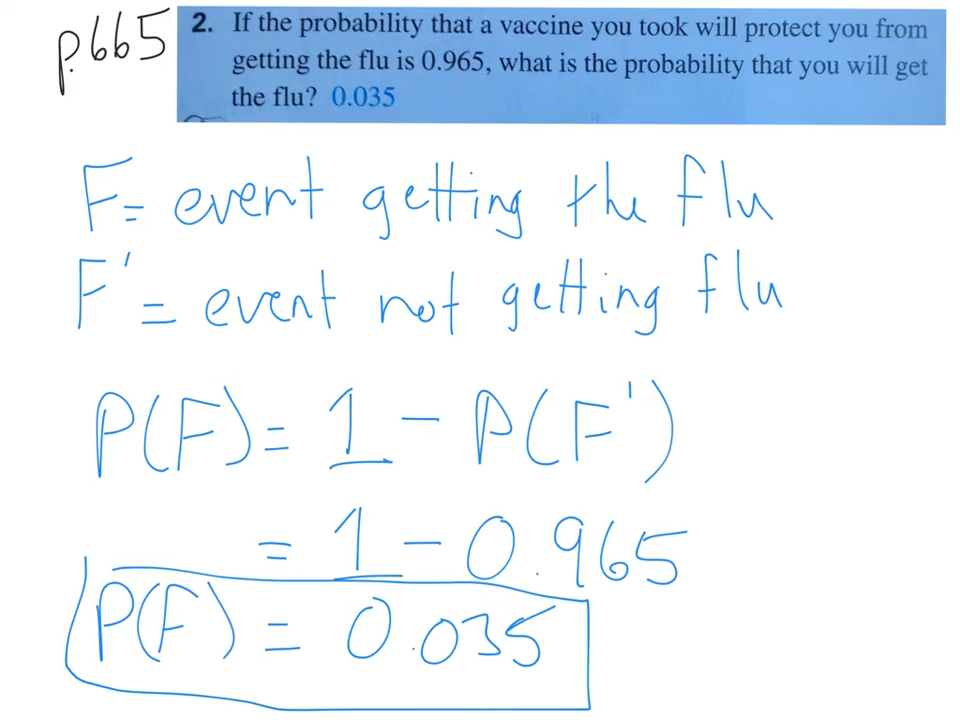 p.665
2. If the probability that a vaccine you took will protect you from
getting the flu is 0.965, what is the probability that you will get
the flu? 0.035
F = event getting the flu
F' = event not getting flu
P(F) = 1 - P(F')
= 1 - 0.965
P(F) = 0.035